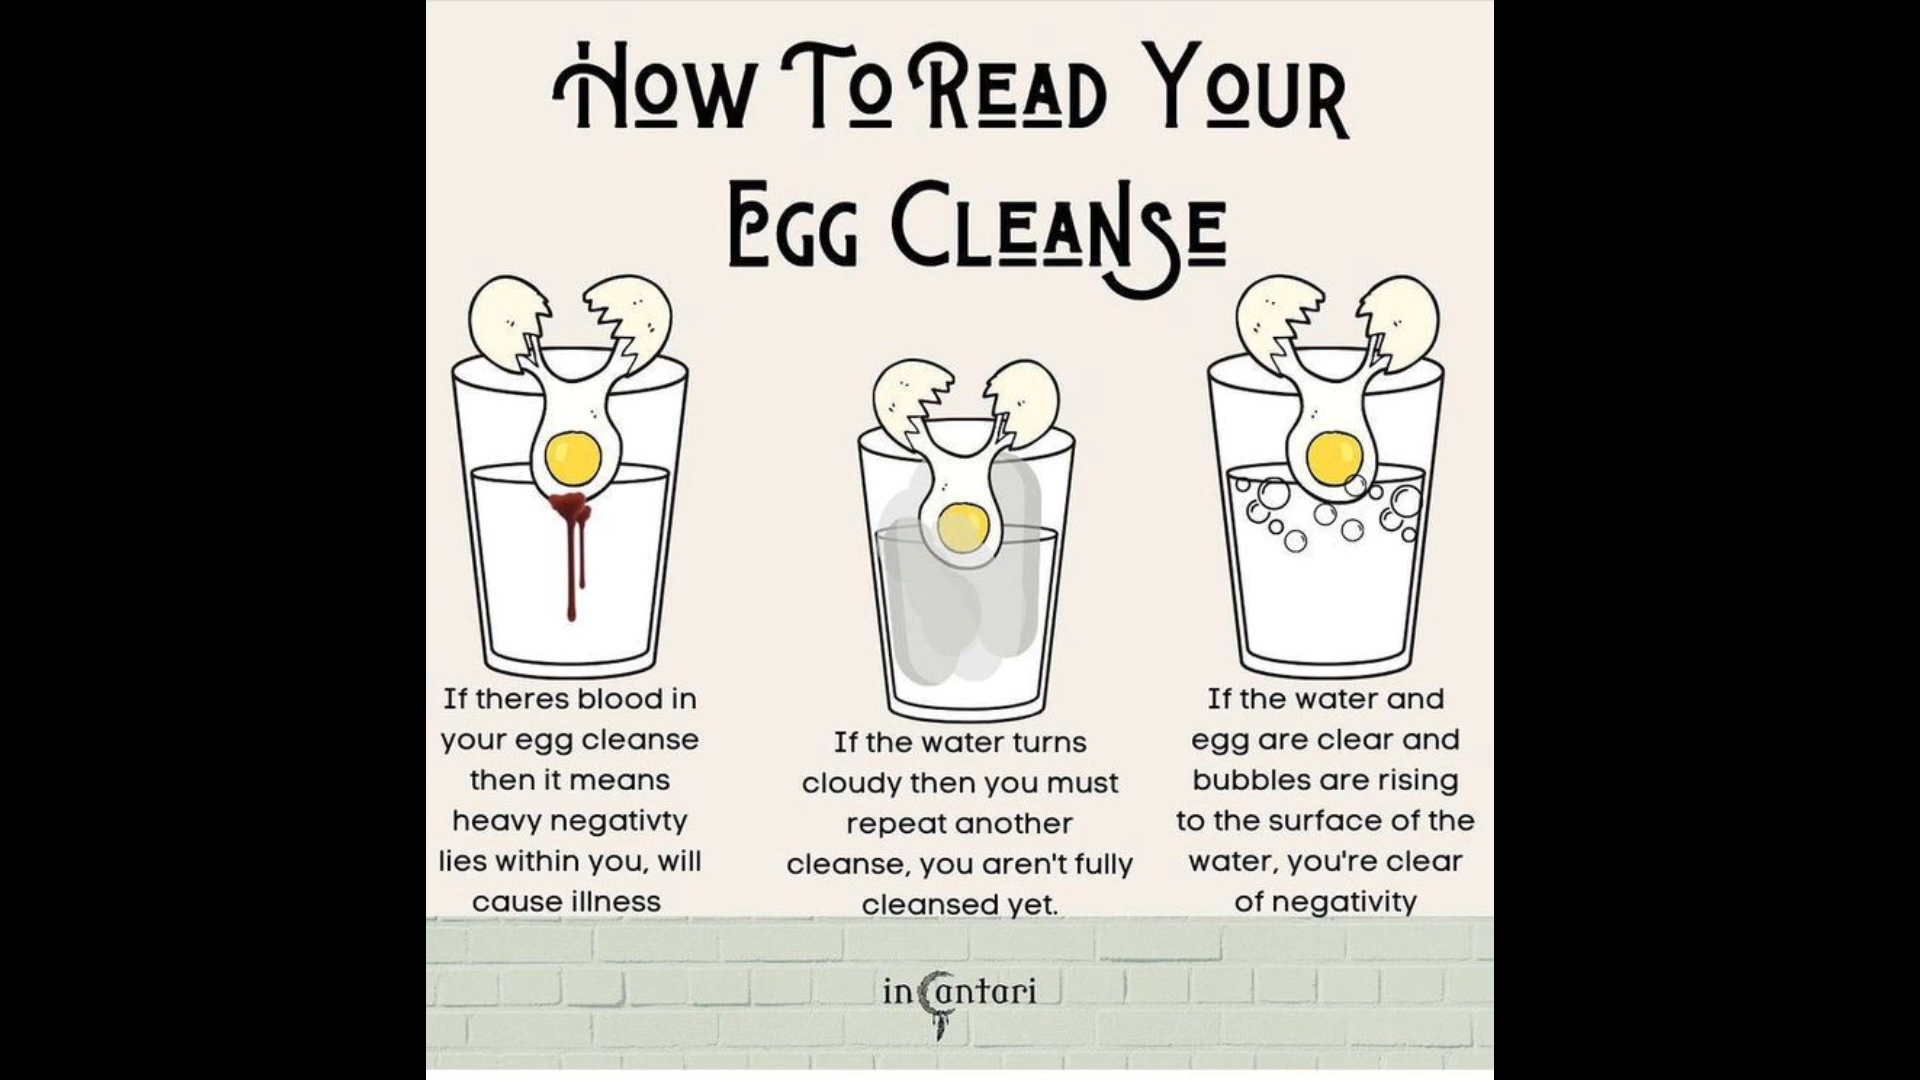 How To Read Your
Egg Cleanse
If theres blood in
your egg cleanse
then it means
heavy negativty
lies within you, will
cause illness
If the water turns
cloudy then you must
repeat another
cleanse, you aren't fully
cleansed yet.
If the water and
egg are clear and
bubbles are rising
to the surface of the
water, you're clear
of negativity
incantari